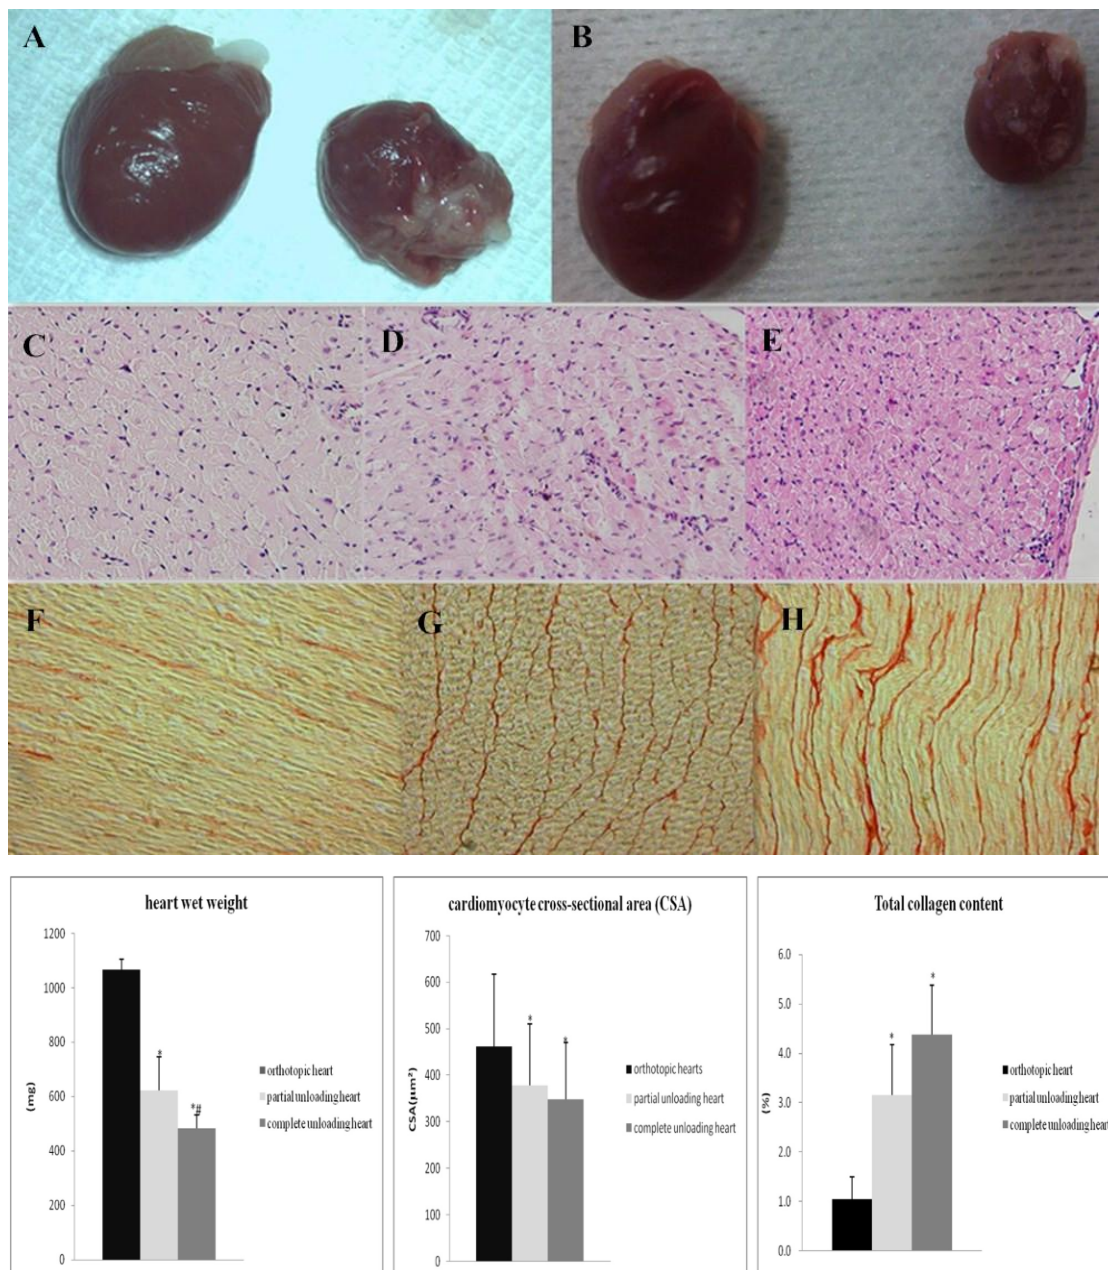 A
B
C
D
E
F
G
H
heart wet weight
1200
1000
800
600
400
200
0
(mg)
*
*#
orthotopic heart
partial unloading heart
complete unloading heart
cardiomyocyte cross-sectional area (CSA)
700
600
500
400
300
200
100
0
CSA(μm²)
*
*
orthotopic hearts
partial unloading heart
complete unloading heart
Total collagen content
6.0
5.0
4.0
3.0
2.0
1.0
0.0
(%)
*
*
orthotopic heart
partial unloading heart
complete unloading heart